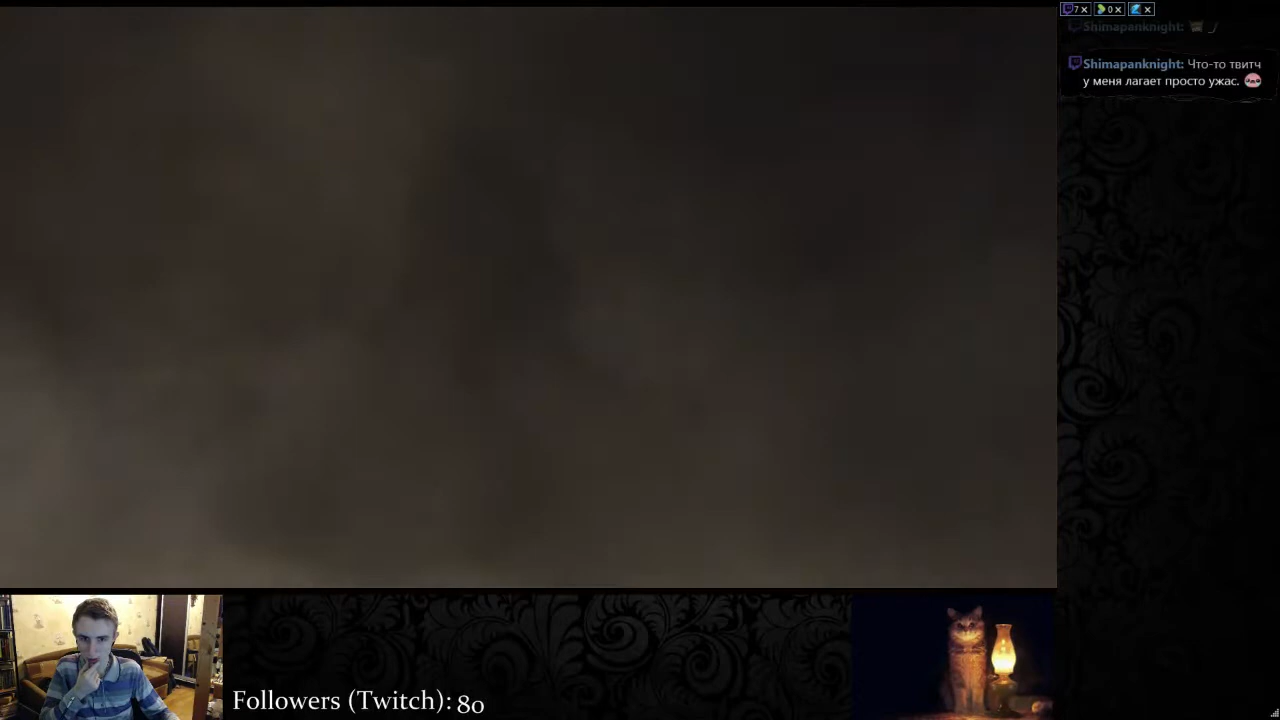 7 × 0 × ×
Shimapanknight:
Shimapanknight: Что-то твитч
у меня лагает просто ужас.
Followers (Twitch): 80